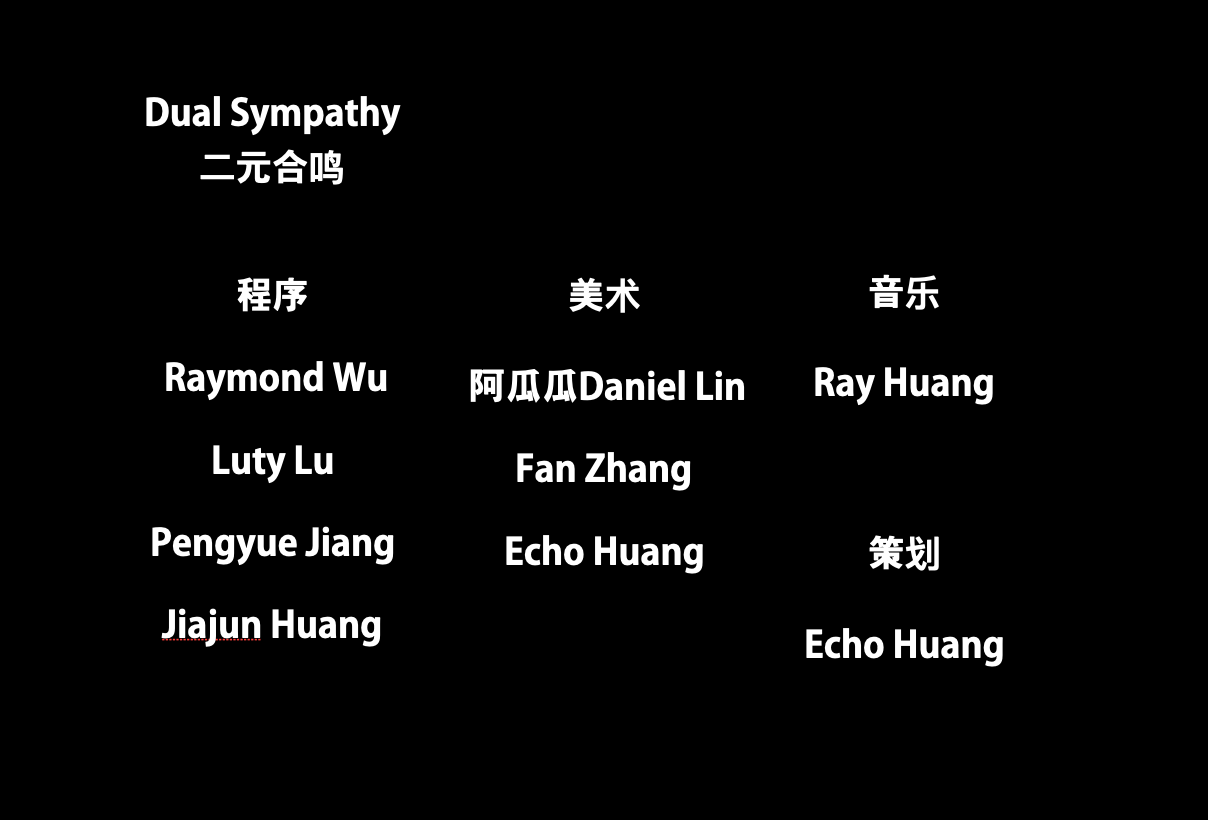 Dual Sympathy
二元合鸣
程序
Raymond Wu
Luty Lu
Pengyue Jiang
Jiajun Huang
美术
阿瓜瓜Daniel Lin
Fan Zhang
Echo Huang
音乐
Ray Huang
策划
Echo Huang